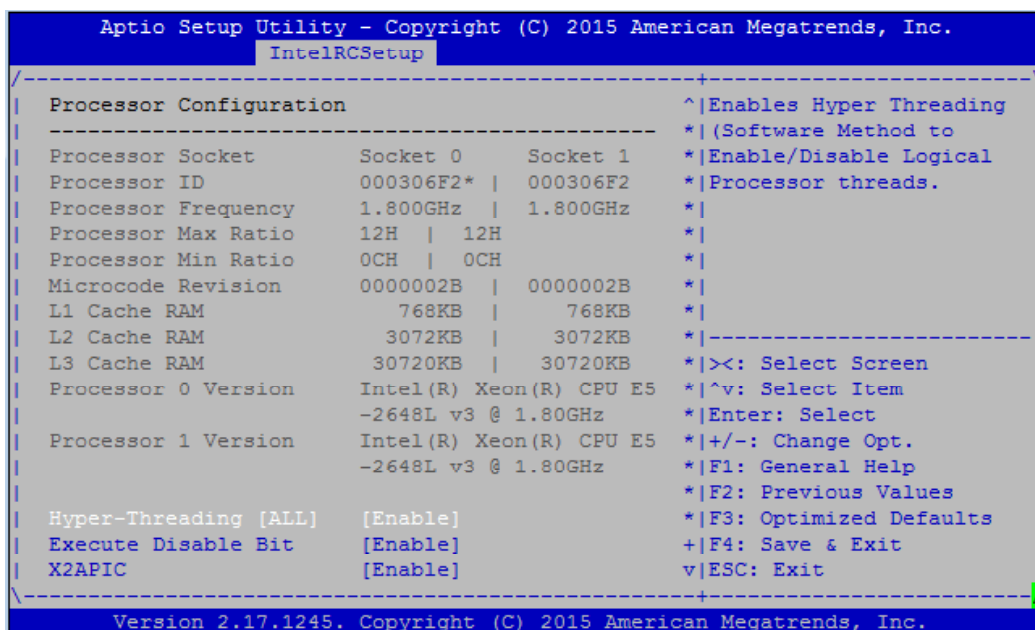 Aptio Setup Utility - Copyright (C) 2015 American Megatrends, Inc.
IntelRCSetup
/----------------------------------------------------+-------------------------\
| Processor Configuration ^|Enables Hyper Threading
| ----------------------------------------------- *|(Software Method to
| Processor Socket Socket 0 Socket 1 *|Enable/Disable Logical
| Processor ID 000306F2* | 000306F2 *|Processor threads.
| Processor Frequency 1.800GHz | 1.800GHz *|
| Processor Max Ratio 12H | 12H *|
| Processor Min Ratio 0CH | 0CH *|
| Microcode Revision 0000002B | 0000002B *|
| L1 Cache RAM 768KB | 768KB *|
| L2 Cache RAM 3072KB | 3072KB *|-------------------------
| L3 Cache RAM 30720KB | 30720KB *|><: Select Screen
| Processor 0 Version Intel(R) Xeon(R) CPU E5 *|^v: Select Item
| -2648L v3 @ 1.80GHz *|Enter: Select
| Processor 1 Version Intel(R) Xeon(R) CPU E5 *|+/-: Change Opt.
| -2648L v3 @ 1.80GHz *|F1: General Help
| *|F2: Previous Values
| Hyper-Threading [ALL] [Enable] *|F3: Optimized Defaults
| Execute Disable Bit [Enable] +|F4: Save & Exit
| X2APIC [Enable] v|ESC: Exit
\----------------------------------------------------+-------------------------
Version 2.17.1245. Copyright (C) 2015 American Megatrends, Inc.